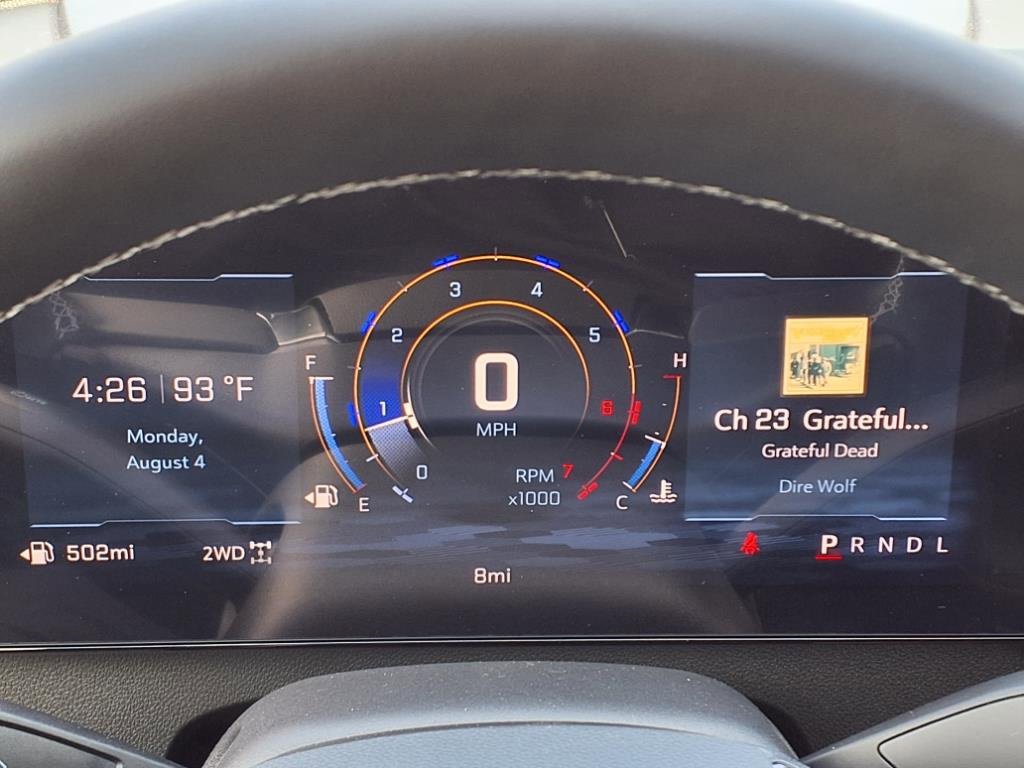 4:26 93 °F
Monday,
August 4
502mi
2WD
F
E
0
1
2
3
4
5
6
7
0
MPH
RPM
x1000
8mi
H
C
Ch 23 Grateful...
Grateful Dead
Dire Wolf
P R N D L